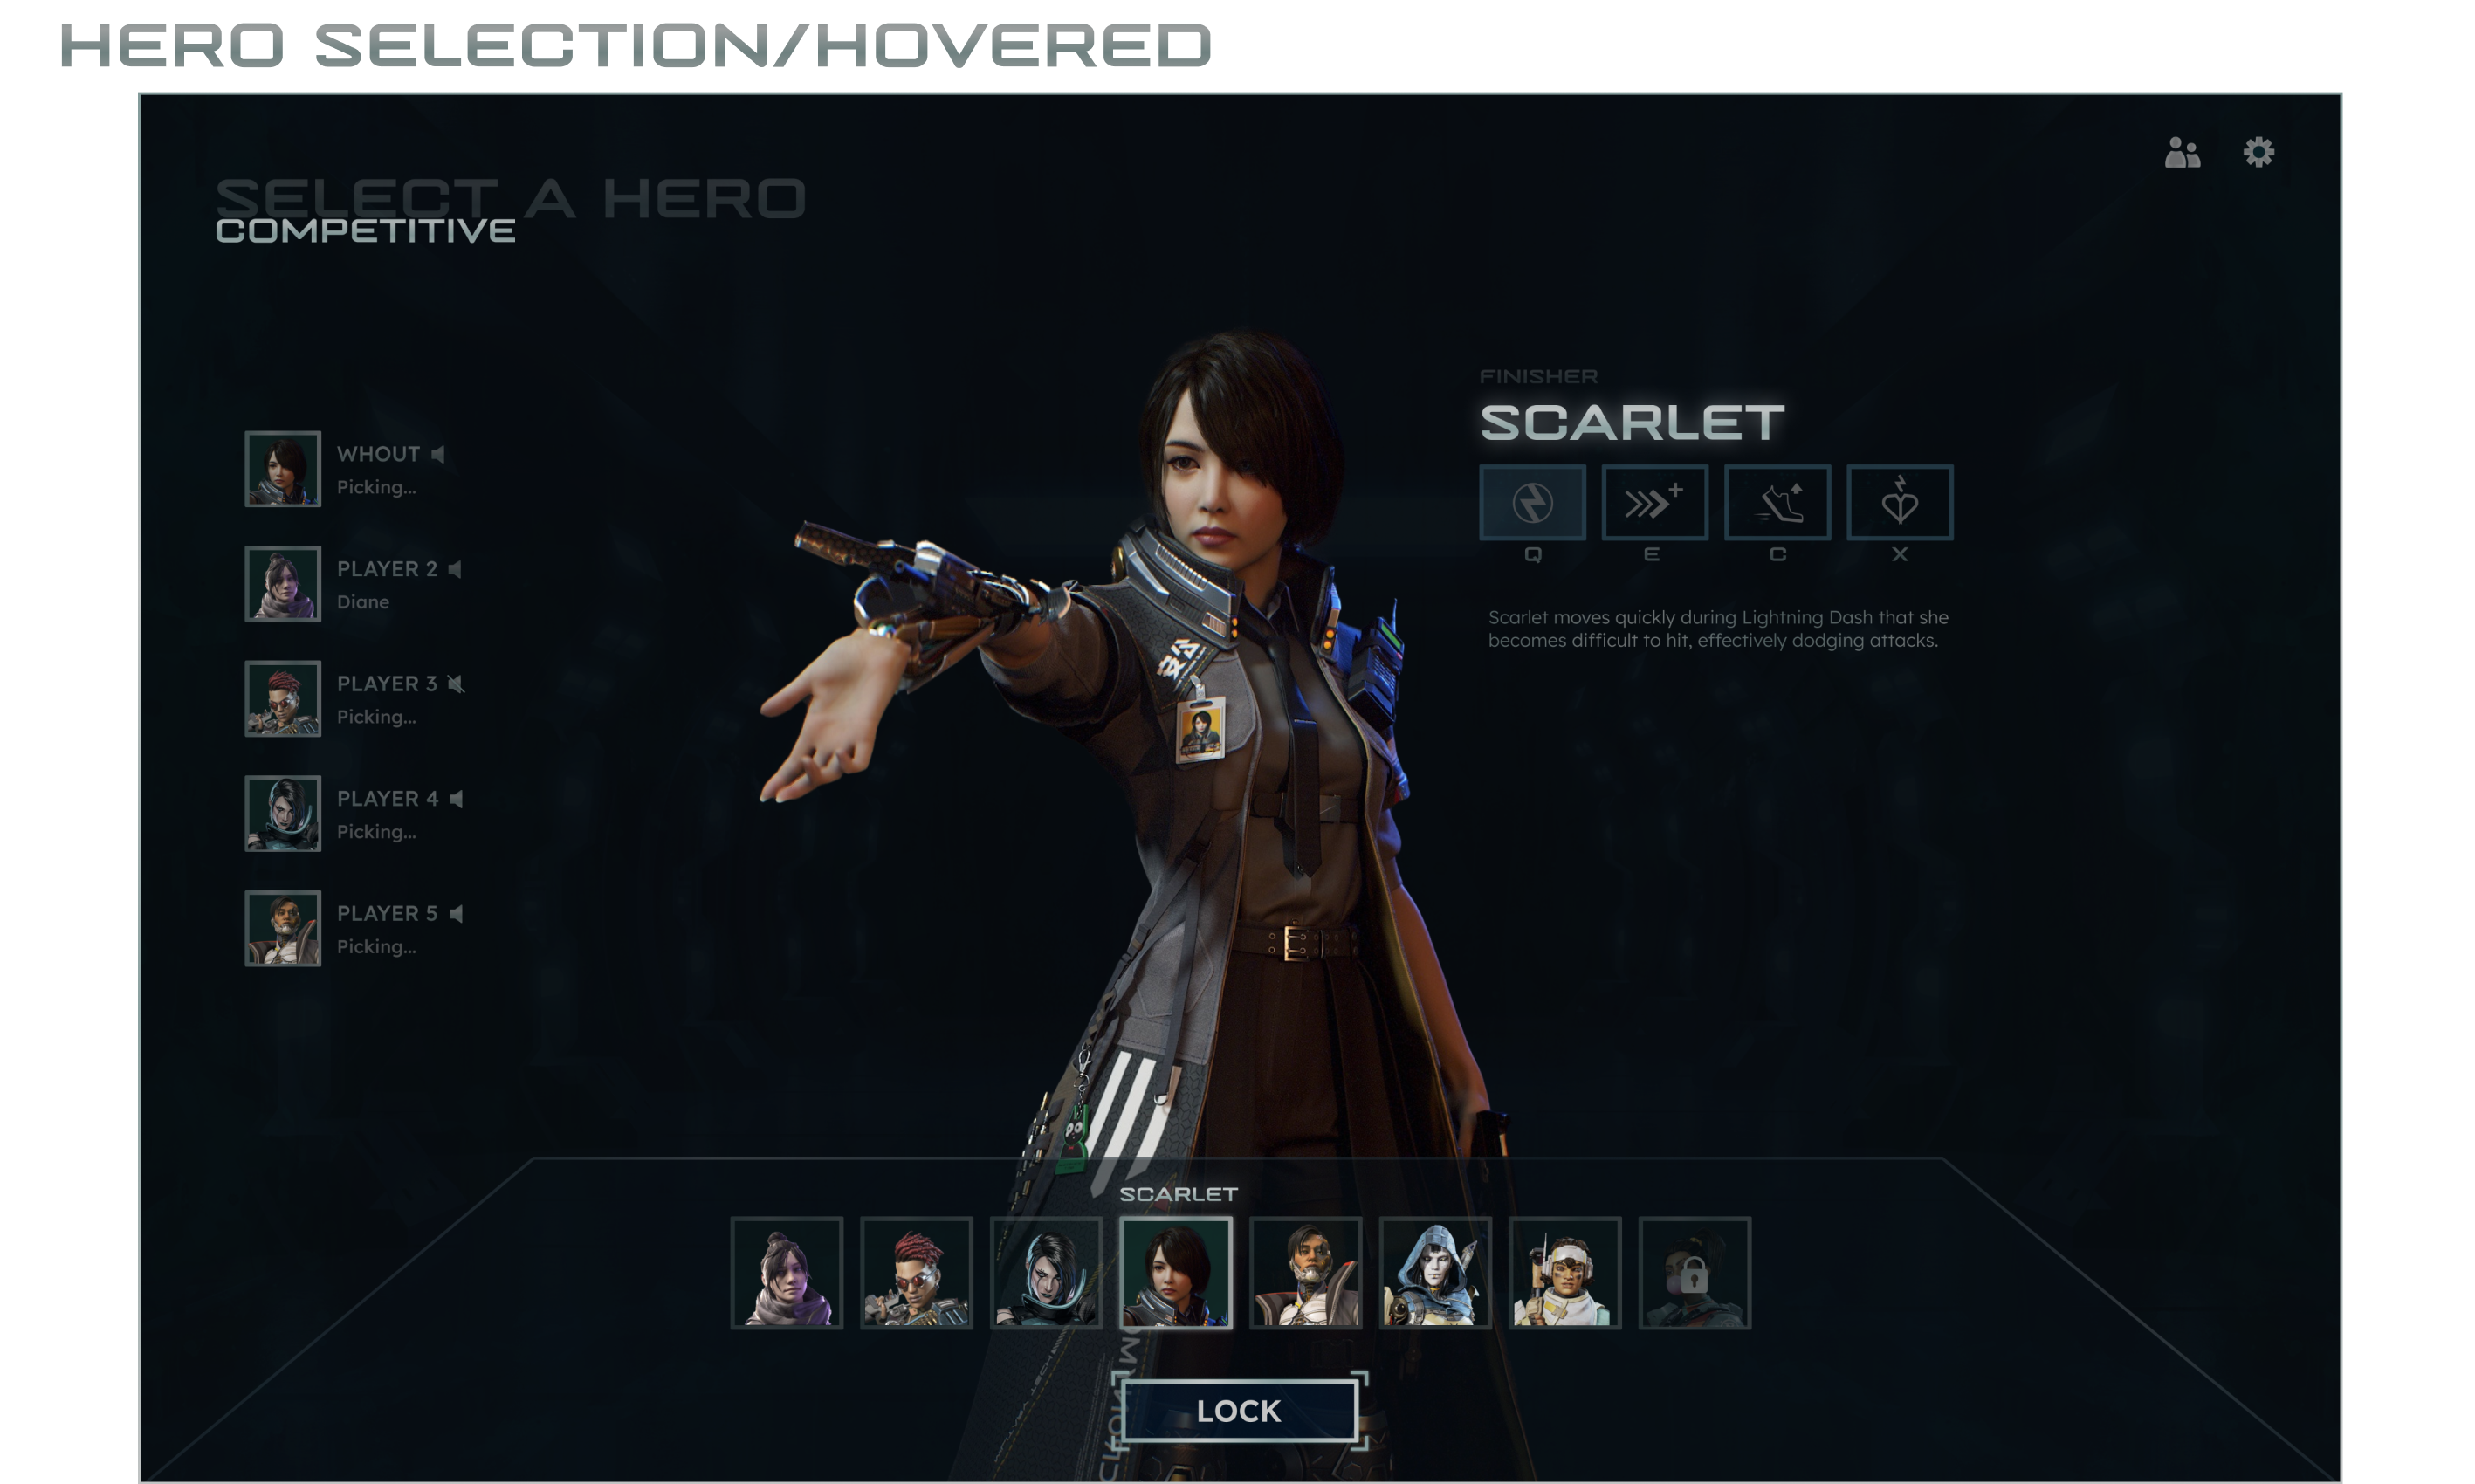 HERO SELECTION/HOVERED
SELECT A HERO
COMPETITIVE
WHOUT
Picking...
PLAYER 2
Diane
PLAYER 3
Picking...
PLAYER 4
Picking...
PLAYER 5
Picking...
FINISHER
SCARLET
Q E C X
Scarlet moves quickly during Lightning Dash that she
becomes difficult to hit, effectively dodging attacks.
SCARLET
LOCK